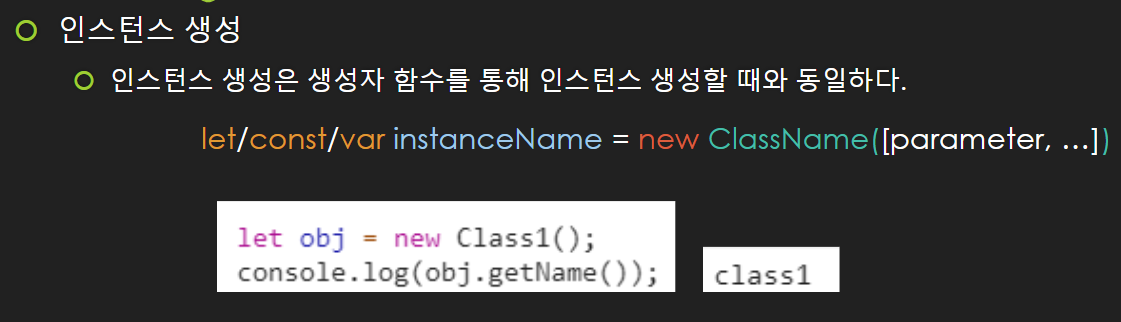 인스턴스 생성
인스턴스 생성은 생성자 함수를 통해 인스턴스 생성할 때와 동일하다.
let/const/var instanceName = new ClassName([parameter, …])
let obj = new Class1();
console.log(obj.getName());
class1